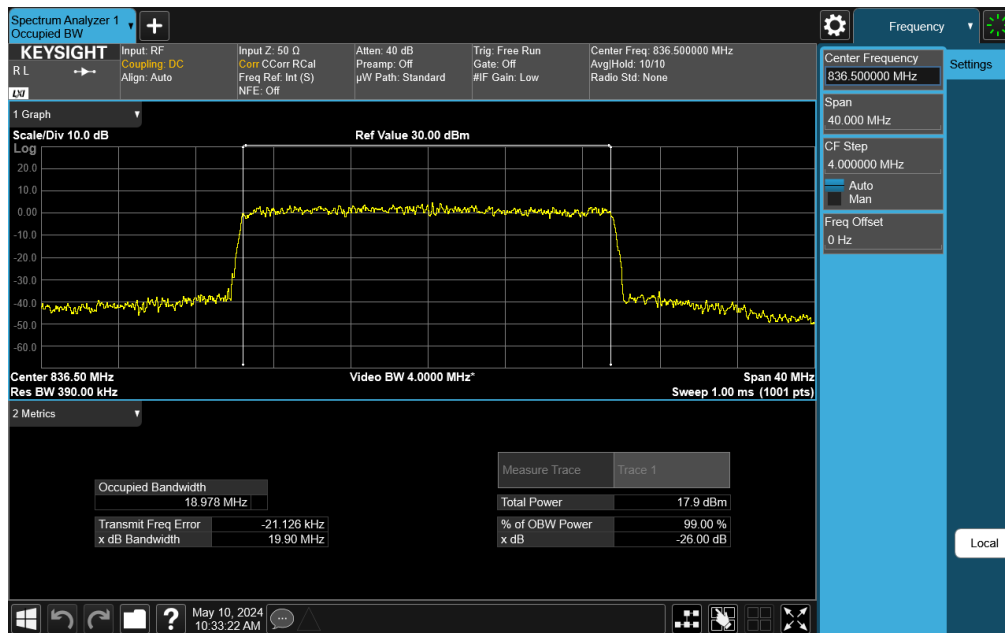 Spectrum Analyzer 1
Occupied BW
Frequency
KEYSIGHT
R L
LXI
Input: RF
Coupling: DC
Align: Auto
Input Z: 50 Ω
Corr CCorr RCal
Freq Ref: Int (S)
NFE: Off
Atten: 40 dB
Preamp: Off
µW Path: Standard
Trig: Free Run
Gate: Off
#IF Gain: Low
Center Freq: 836.500000 MHz
Avg|Hold: 10/10
Radio Std: None
Center Frequency
836.500000 MHz
Settings
Span
40.000 MHz
CF Step
4.000000 MHz
Auto
Man
Freq Offset
0 Hz
1 Graph
Scale/Div 10.0 dB
Ref Value 30.00 dBm
Log
20.0
10.0
0.00
-10.0
-20.0
-30.0
-40.0
-50.0
-60.0
Center 836.50 MHz
Video BW 4.0000 MHz*
Span 40 MHz
Res BW 390.00 kHz
Sweep 1.00 ms (1001 pts)
2 Metrics
Measure Trace
Trace 1
Occupied Bandwidth
18.978 MHz
Total Power
17.9 dBm
Transmit Freq Error
-21.126 kHz
% of OBW Power
99.00 %
x dB Bandwidth
19.90 MHz
x dB
-26.00 dB
Local
?
May 10, 2024
10:33:22 AM